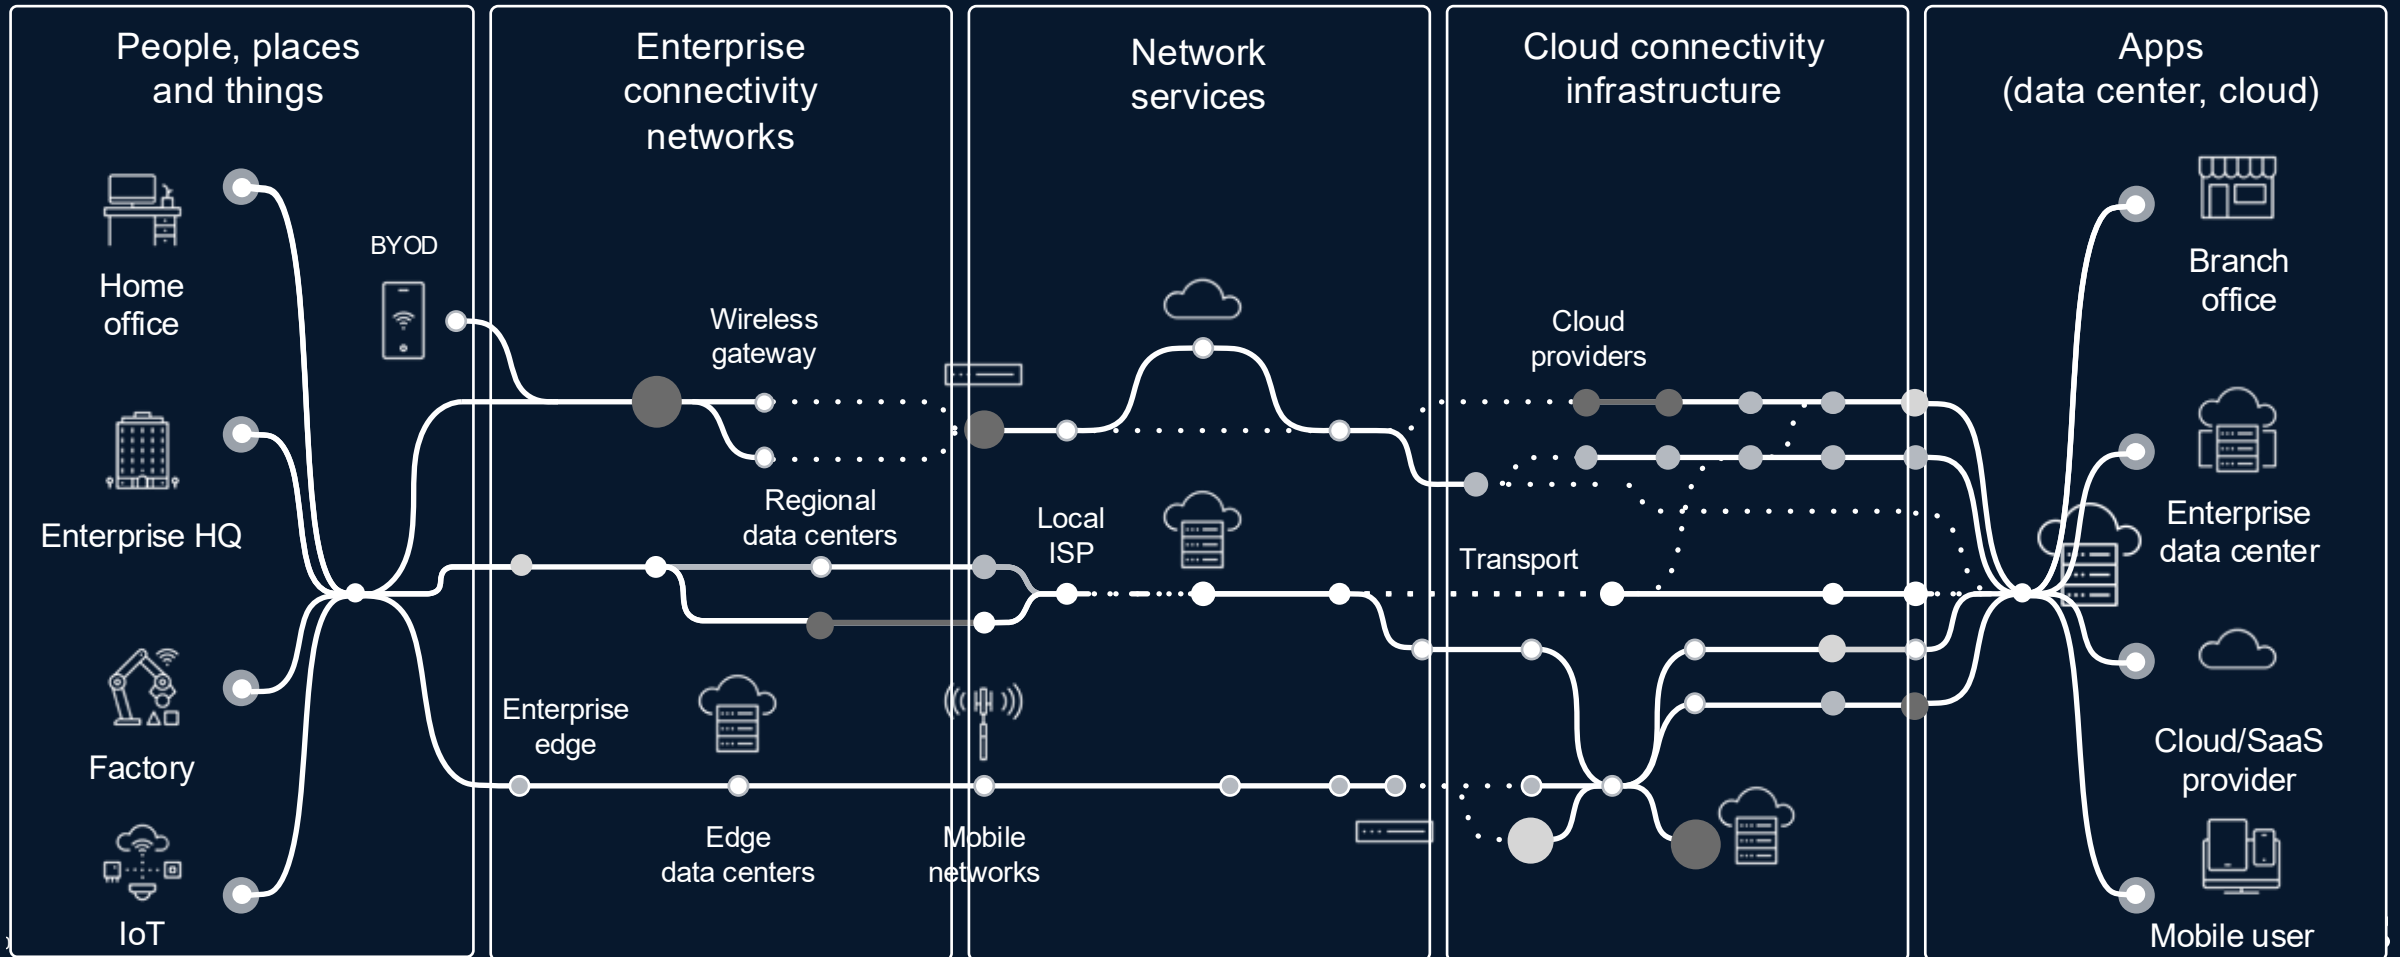 People, places
and things
Enterprise
connectivity
networks
Network
services
Cloud connectivity
infrastructure
Apps
(data center, cloud)
Home
office
BYOD
Enterprise HQ
Factory
IoT
Wireless
gateway
Regional
data centers
Enterprise
edge
Edge
data centers
Mobile
networks
Local
ISP
Cloud
providers
Transport
Branch
office
Enterprise
data center
Cloud/SaaS
provider
Mobile user